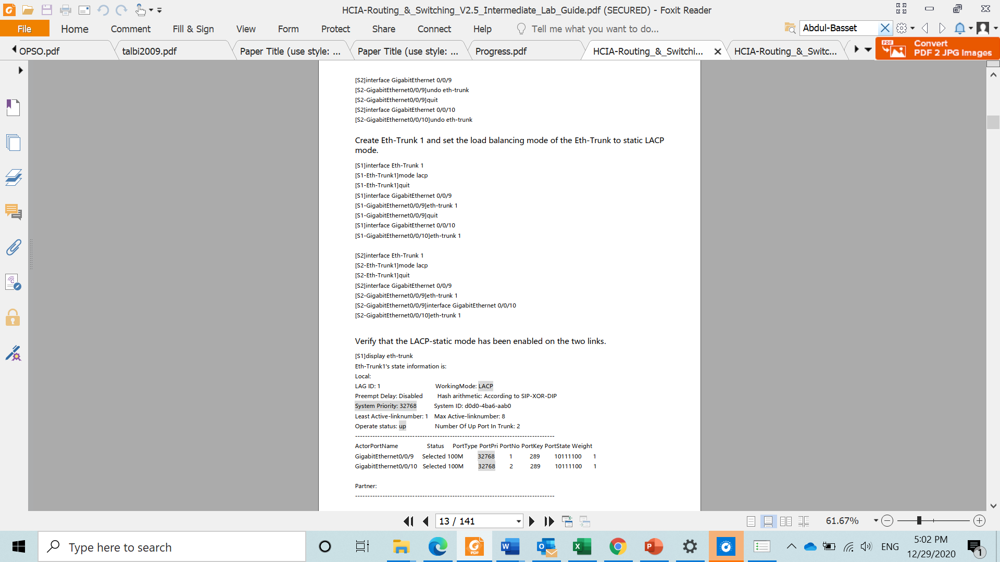 HCIA-Routing_&_Switching_V2.5_Intermediate_Lab_Guide.pdf (SECURED) - Foxit Reader
File Home Comment Fill & Sign View Form Protect Share Connect Help Tell me what you want to do... Abdul-Basset
OPSO.pdf talbi2009.pdf Paper Title (use style: ... Paper Title (use style: ... Progress.pdf HCIA-Routing_&_Switchi... HCIA-Routing_&_Switc... PDF Convert
PDF 2 JPG Images
[S2]interface GigabitEthernet 0/0/9
[S2-GigabitEthernet0/0/9]undo eth-trunk
[S2-GigabitEthernet0/0/9]quit
[S2]interface GigabitEthernet 0/0/10
[S2-GigabitEthernet0/0/10]undo eth-trunk
Create Eth-Trunk 1 and set the load balancing mode of the Eth-Trunk to static LACP
mode.
[S1]interface Eth-Trunk 1
[S1-Eth-Trunk1]mode lacp
[S1-Eth-Trunk1]quit
[S1]interface GigabitEthernet 0/0/9
[S1-GigabitEthernet0/0/9]eth-trunk 1
[S1-GigabitEthernet0/0/9]quit
[S1]interface GigabitEthernet 0/0/10
[S1-GigabitEthernet0/0/10]eth-trunk 1
[S2]interface Eth-Trunk 1
[S2-Eth-Trunk1]mode lacp
[S2-Eth-Trunk1]quit
[S2]interface GigabitEthernet 0/0/9
[S2-GigabitEthernet0/0/9]eth-trunk 1
[S2-GigabitEthernet0/0/9]interface GigabitEthernet 0/0/10
[S2-GigabitEthernet0/0/10]eth-trunk 1
Verify that the LACP-static mode has been enabled on the two links.
[S1]display eth-trunk
Eth-Trunk1's state information is:
Local:
LAG ID: 1 WorkingMode: LACP
Preempt Delay: Disabled Hash arithmetic: According to SIP-XOR-DIP
System Priority: 32768 System ID: d0d0-4ba6-aab0
Least Active-linknumber: 1 Max Active-linknumber: 8
Operate status: up Number Of Up Port In Trunk: 2
--------------------------------------------------------------------------------
ActorPortName Status PortType PortPri PortNo PortKey PortState Weight
GigabitEthernet0/0/9 Selected 100M 32768 1 289 10111100 1
GigabitEthernet0/0/10 Selected 100M 32768 2 289 10111100 1
Partner:
--------------------------------------------------------------------------------
13 / 141 61.67%
Type here to search ENG 5:02 PM
12/29/2020 1